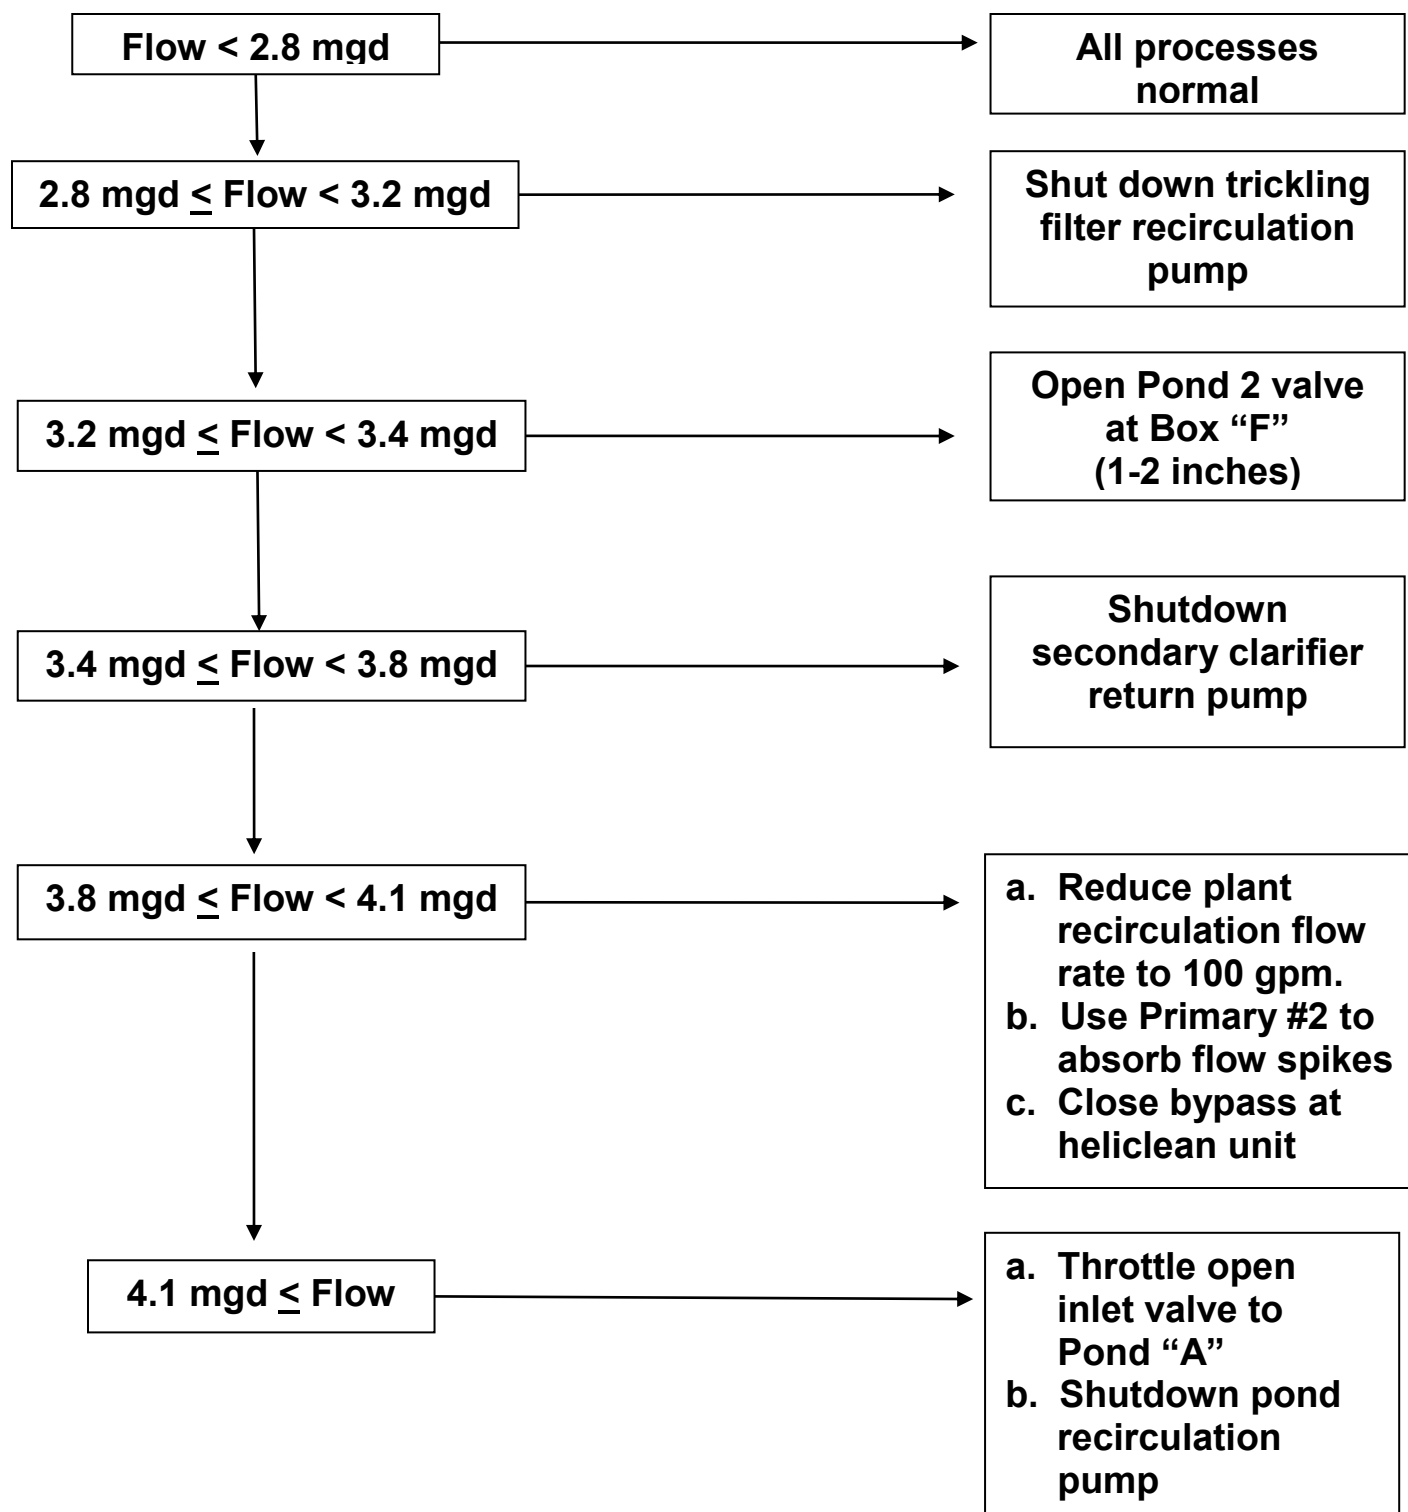 Flow < 2.8 mgd
All processes
normal
2.8 mgd ≤ Flow < 3.2 mgd
Shut down trickling
filter recirculation
pump
3.2 mgd ≤ Flow < 3.4 mgd
Open Pond 2 valve
at Box “F”
(1-2 inches)
3.4 mgd ≤ Flow < 3.8 mgd
Shutdown
secondary clarifier
return pump
3.8 mgd ≤ Flow < 4.1 mgd
a. Reduce plant
recirculation flow
rate to 100 gpm.
b. Use Primary #2 to
absorb flow spikes
c. Close bypass at
heliclean unit
4.1 mgd ≤ Flow
a. Throttle open
inlet valve to
Pond “A”
b. Shutdown pond
recirculation
pump